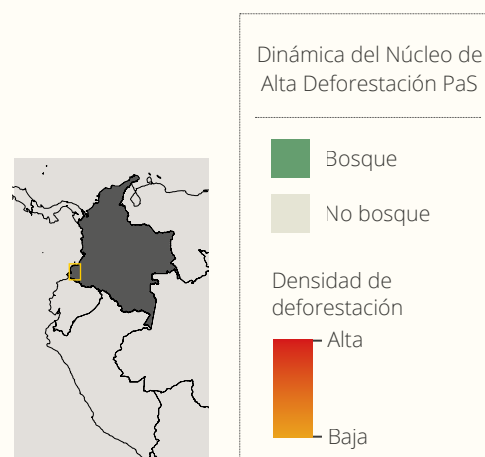 Dinámica del Núcleo de
Alta Deforestación PaS
Bosque
No bosque
Densidad de
deforestación
Alta
Baja